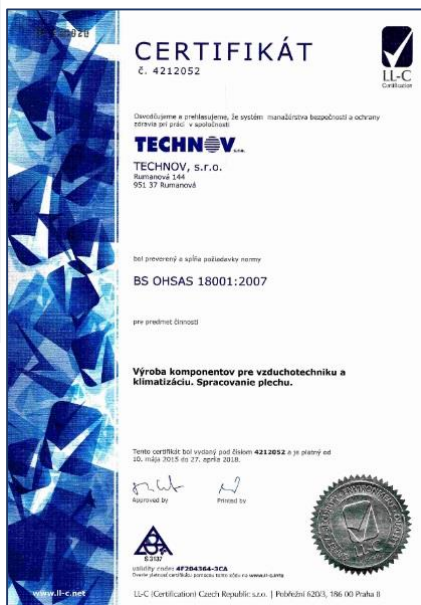 CERTIFIKÁT
č. 4212052
LL-C
Certification
Osvedčujeme a prehlasujeme, že systém manažérstva bezpečnosti a ochrany
zdravia pri práci v spoločnosti
TECHNOV s.r.o.
TECHNOV, s.r.o.
Rumanová 144
951 37 Rumanová
bol preverený a spĺňa požiadavky normy
BS OHSAS 18001:2007
pre predmet činnosti
Výroba komponentov pre vzduchotechniku a
klimatizáciu. Spracovanie plechu.
Tento certifikát bol vydaný pod číslom 4212052 a je platný od
10. mája 2015 do 27. apríla 2018.
Approved by
Printed by
S 3137
validity code: 4F204364-3CA
www.ll-c.net
LL-C (Certification) Czech Republic s.r.o. | Pobřežní 620/3, 186 00 Praha 8